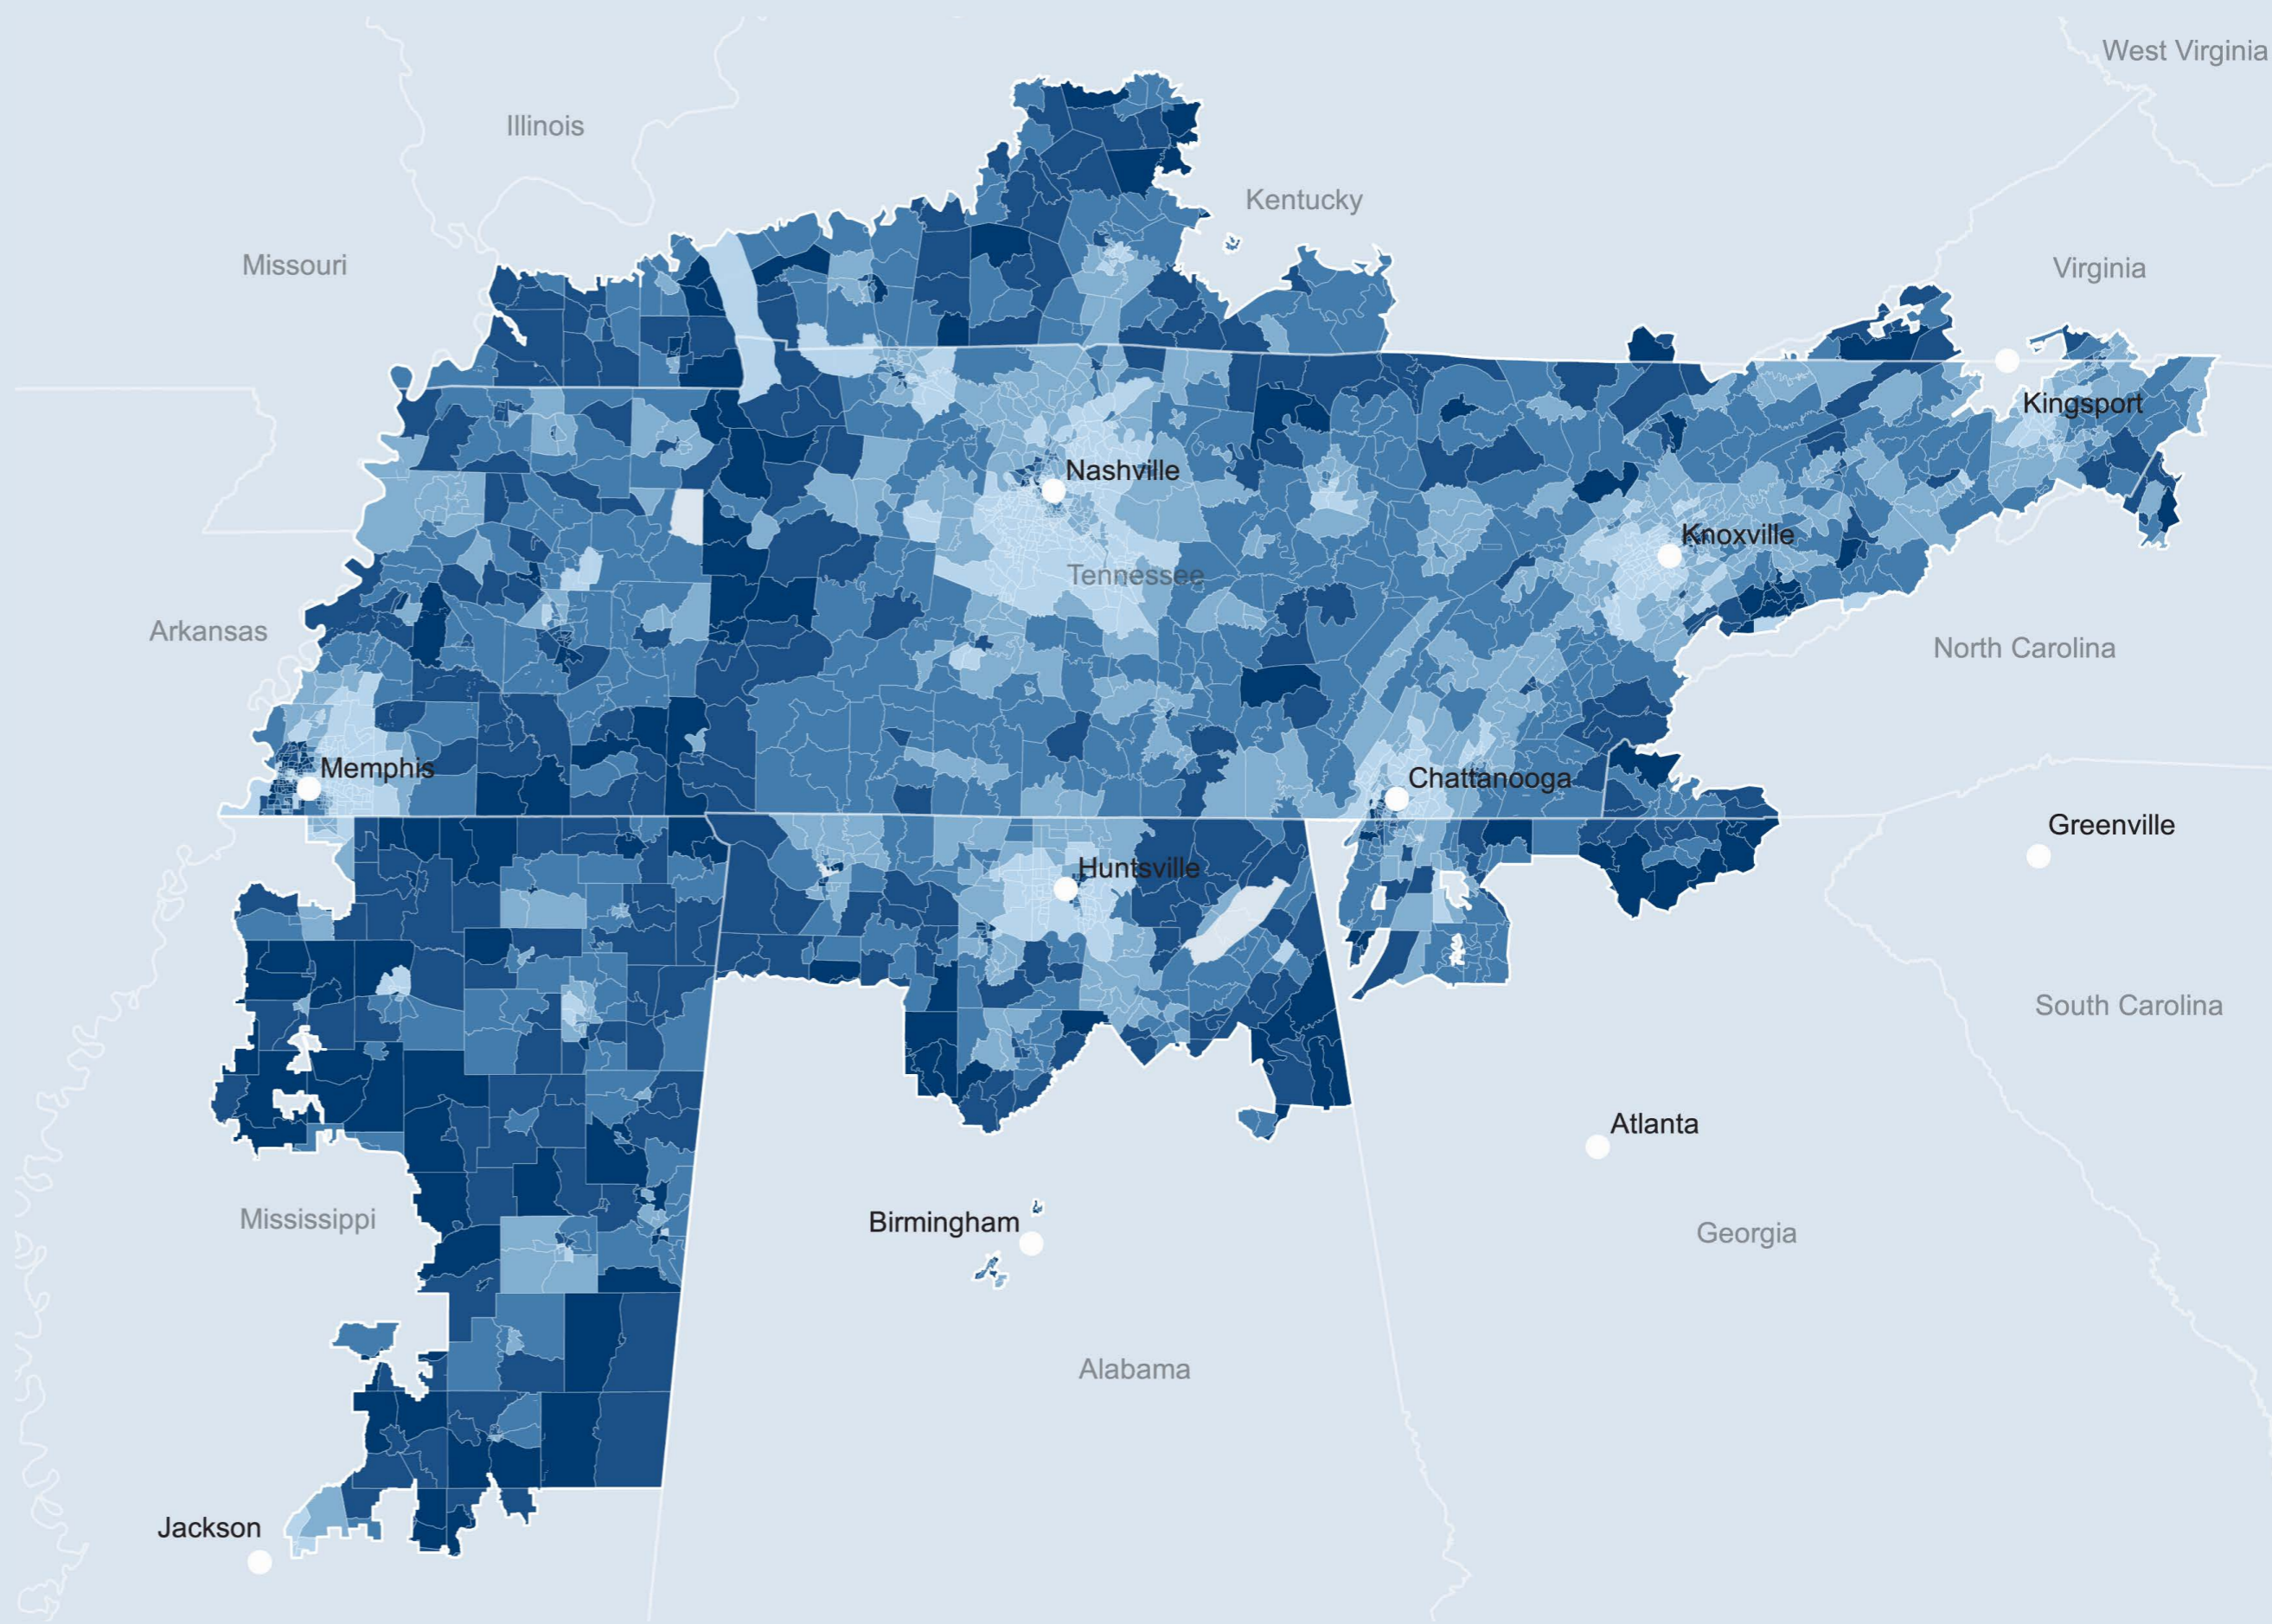 West Virginia
Illinois
Kentucky
Missouri
Virginia
Kingsport
Nashville
Knoxville
Tennessee
Arkansas
North Carolina
Memphis
Chattanooga
Greenville
Huntsville
South Carolina
Atlanta
Mississippi
Birmingham
Georgia
Alabama
Jackson